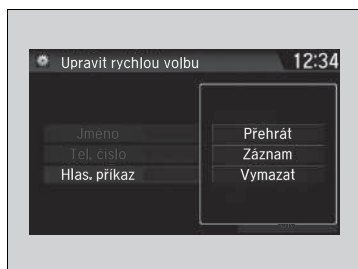 Upravit rychlou volbu 12:34
Jméno Přehrát
Tel. číslo Záznam
Hlas. příkaz Vymazat